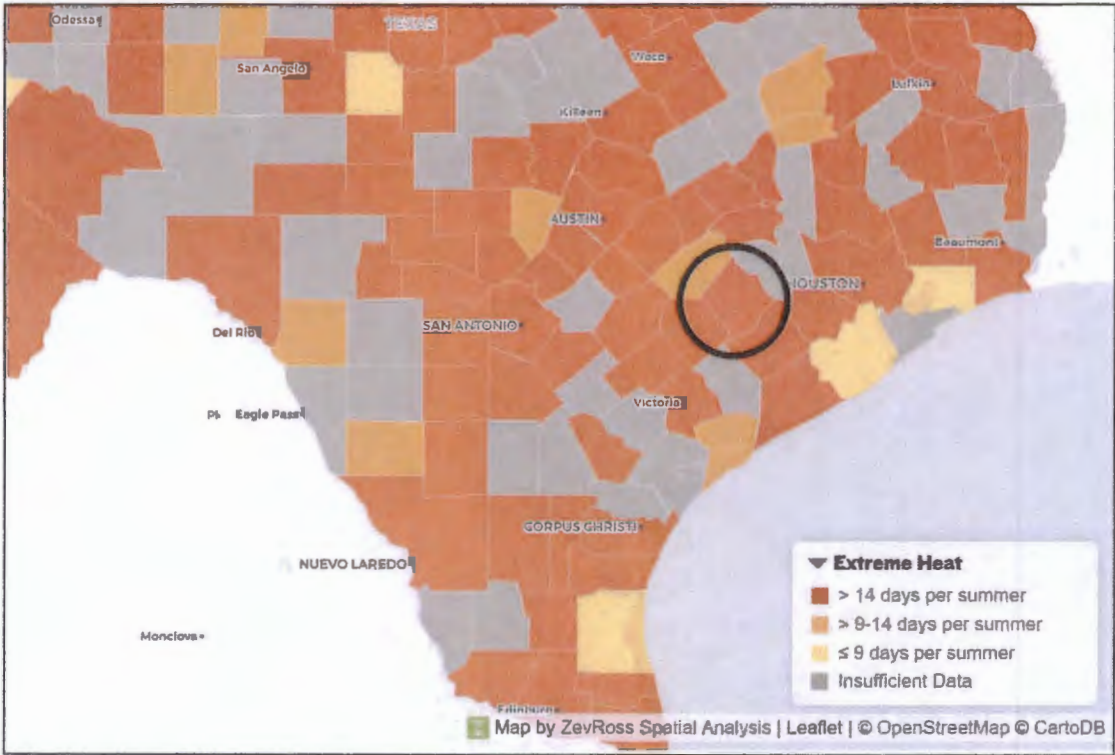 Odessa
TEXAS
San Angelo
Waco
Lufkin
Killeen
AUSTIN
Beaumont
HOUSTON
SAN ANTONIO
Del Rio
Victoria
Eagle Pass
CORPUS CHRISTI
NUEVO LAREDO
Monclova
Edinburg
▼ Extreme Heat
> 14 days per summer
> 9-14 days per summer
≤ 9 days per summer
Insufficient Data
Map by ZevRoss Spatial Analysis | Leaflet | © OpenStreetMap © CartoDB